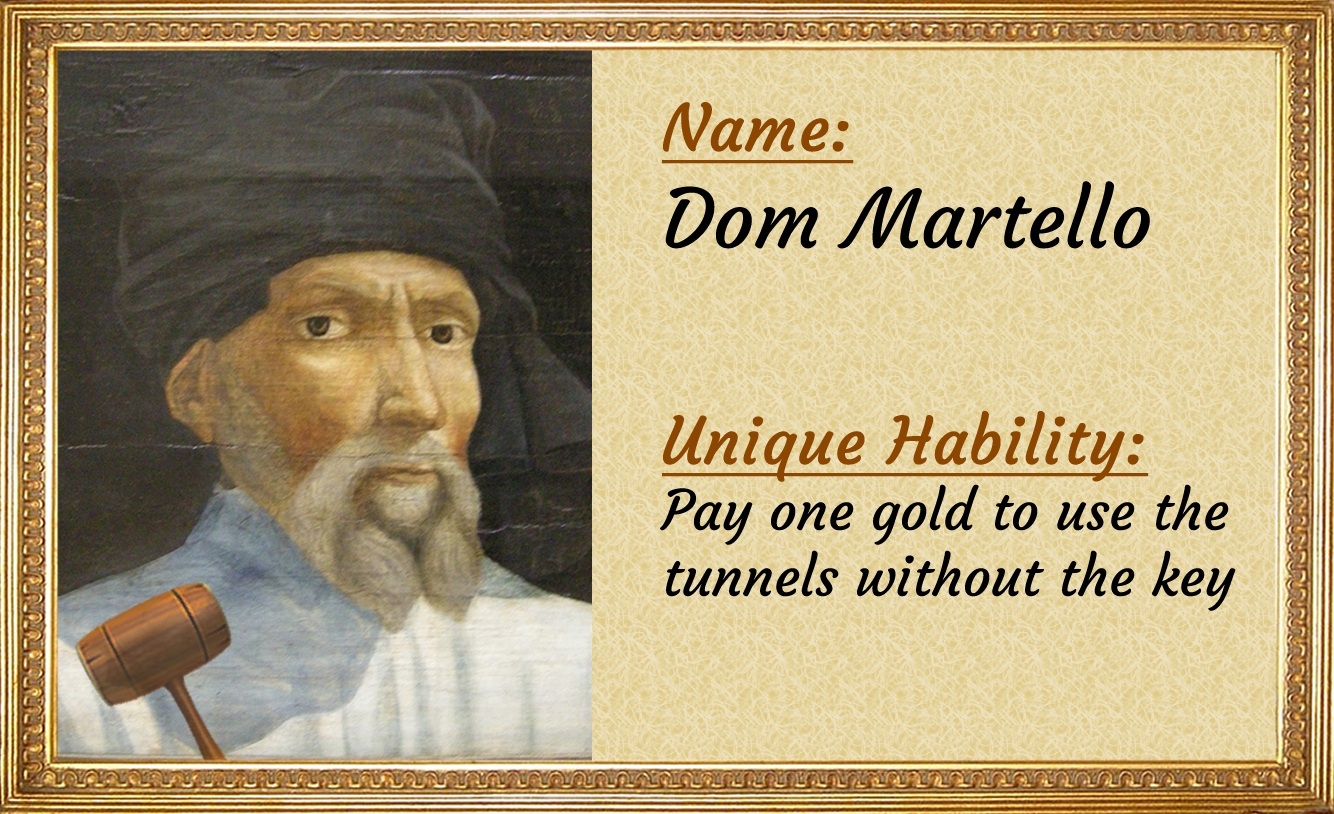 Name:
Dom Martello
Unique Hability:
Pay one gold to use the
tunnels without the key